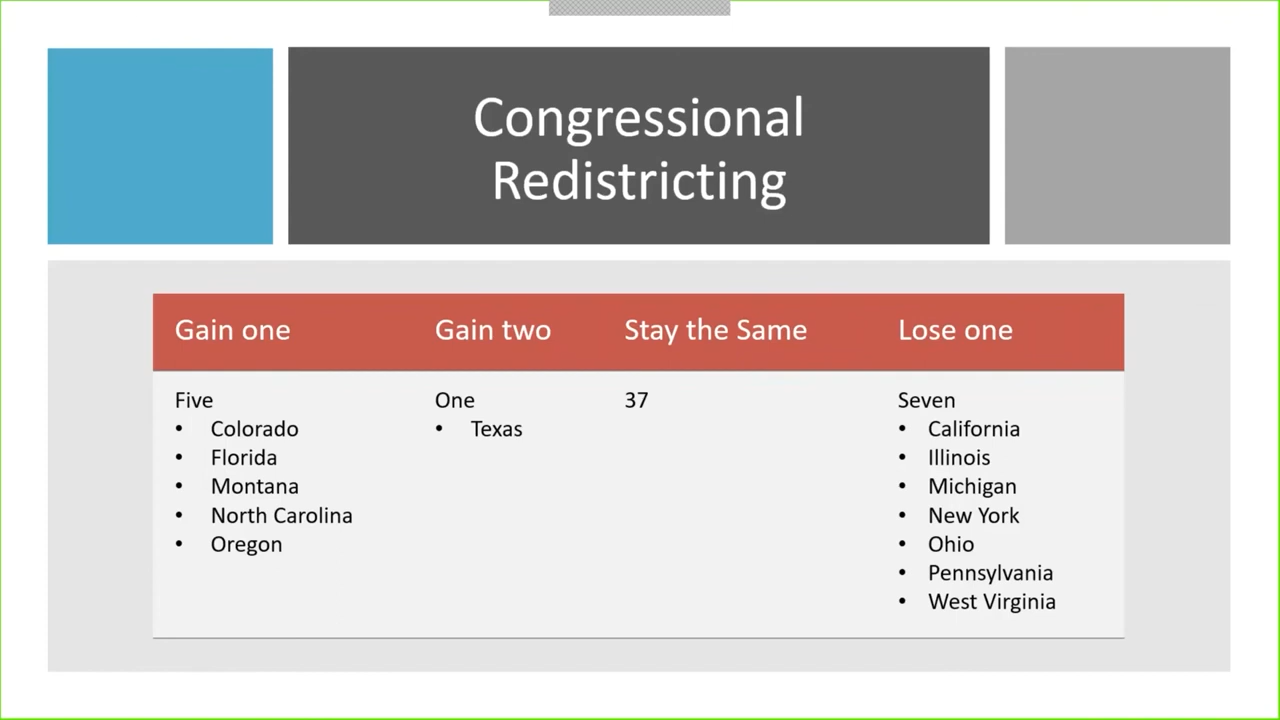 Congressional
Redistricting
Gain one
Gain two
Stay the Same
Lose one
Five
• Colorado
• Florida
• Montana
• North Carolina
• Oregon
One
• Texas
37
Seven
• California
• Illinois
• Michigan
• New York
• Ohio
• Pennsylvania
• West Virginia